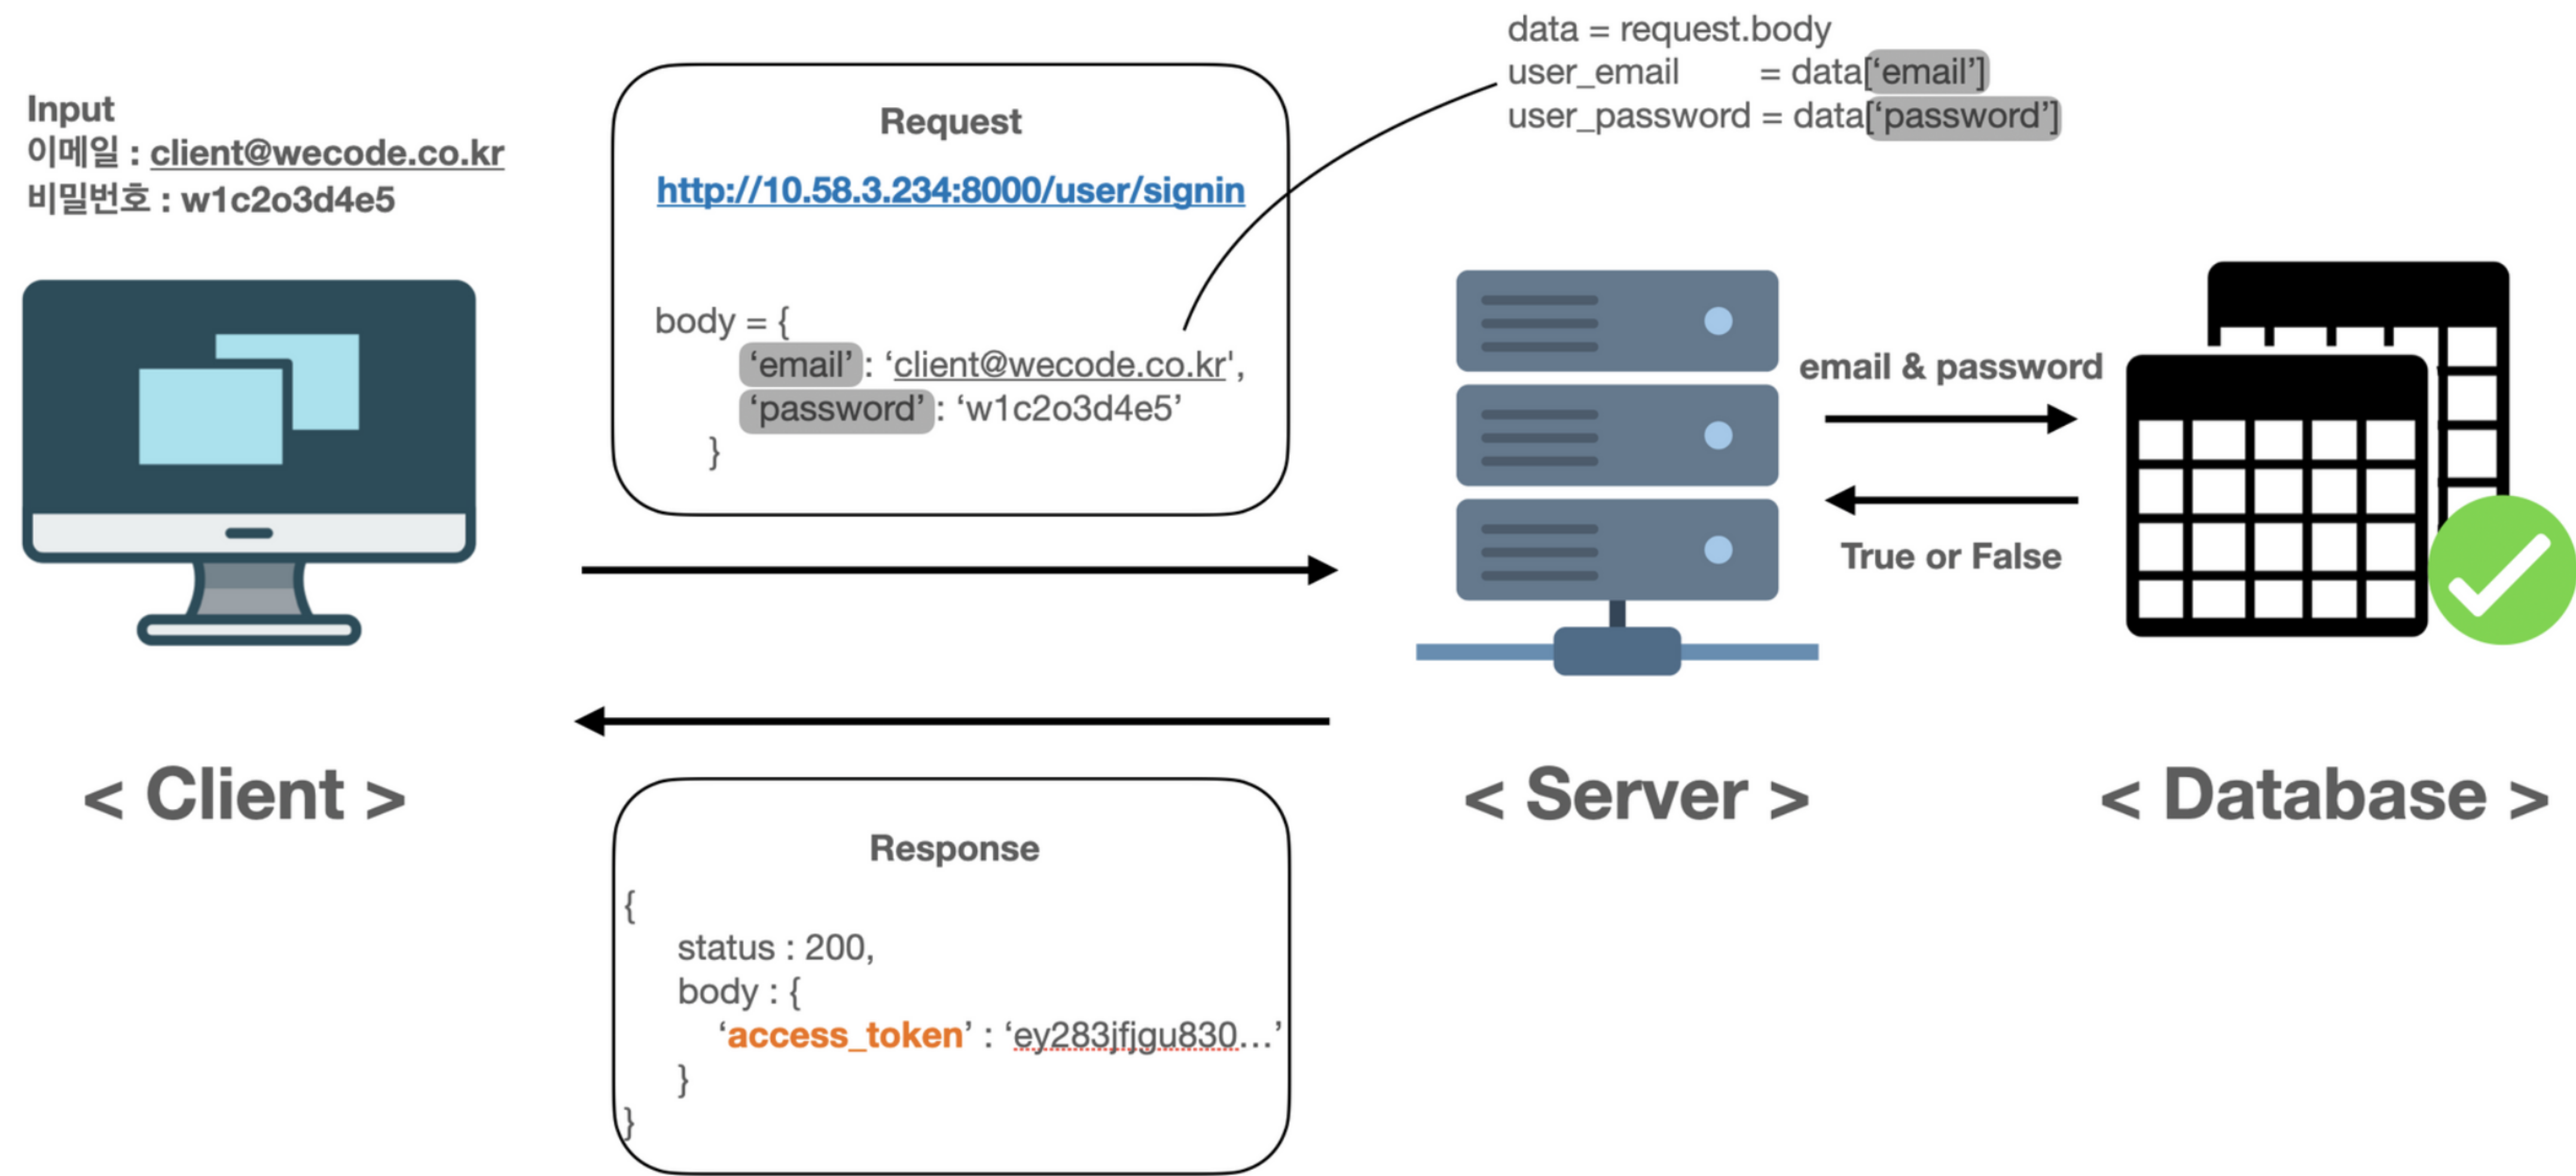 Input
이메일 : client@wecode.co.kr
비밀번호 : w1c2o3d4e5
Request
http://10.58.3.234:8000/user/signin
body = {
‘email’ : ‘client@wecode.co.kr',
‘password’ : ‘w1c2o3d4e5’
}
data = request.body
user_email = data[‘email’]
user_password = data[‘password’]
email & password
True or False
< Client >
< Server >
< Database >
Response
{
status : 200,
body : {
‘access_token’ : ‘ey283jfjgu830...’
}
}